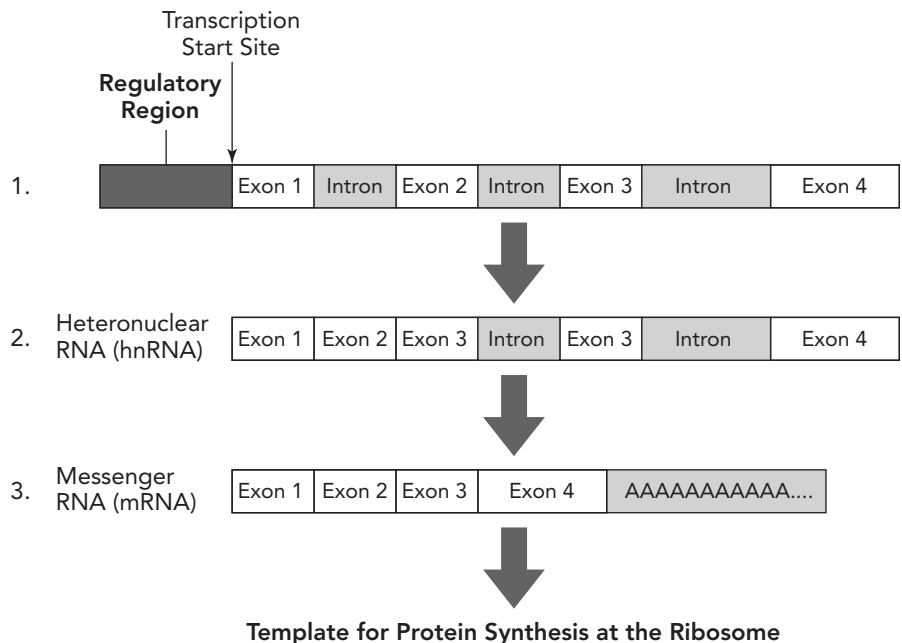 Transcription
Start Site
Regulatory
Region
1.
Exon 1 Intron Exon 2 Intron Exon 3 Intron Exon 4
2.
Heteronuclear
RNA (hnRNA)
Exon 1 Exon 2 Exon 3 Intron Exon 3 Intron Exon 4
3.
Messenger
RNA (mRNA)
Exon 1 Exon 2 Exon 3 Exon 4 AAAAAAAAAAA....
Template for Protein Synthesis at the Ribosome